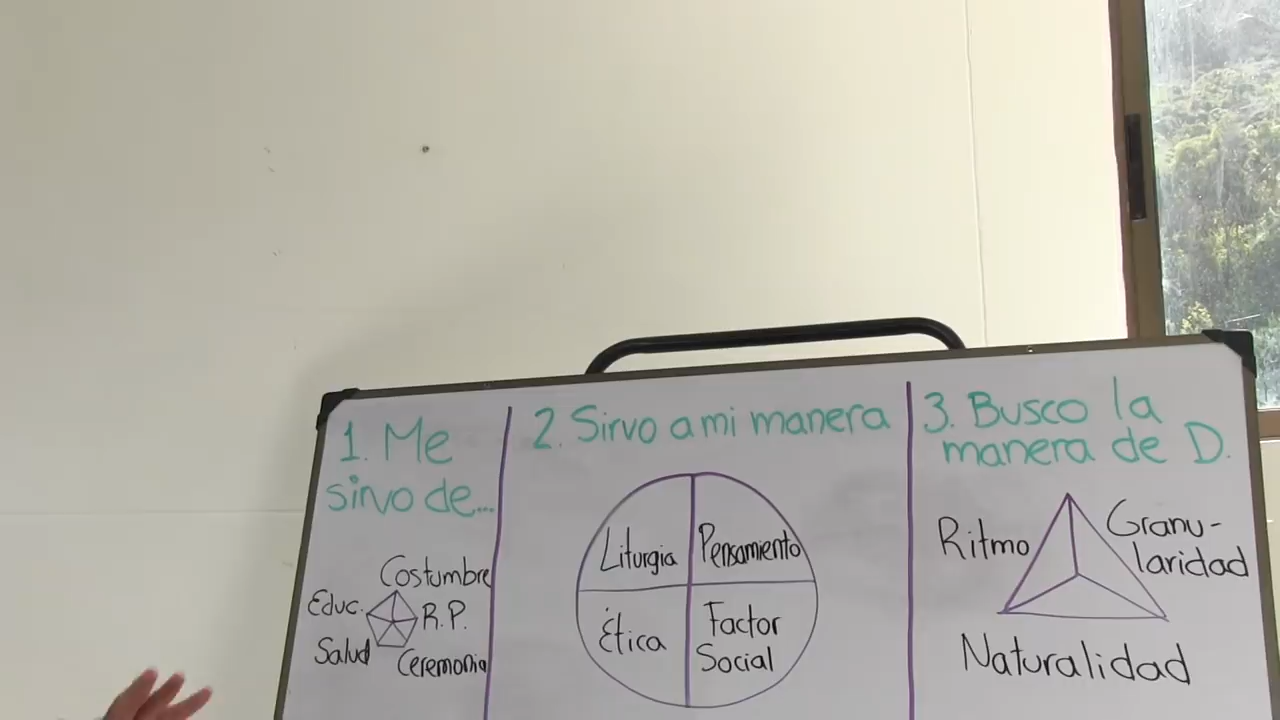 1. Me
sirvo de...
Costumbre
Educ.
R.P.
Salud
Ceremonia
2. Sirvo a mi manera
Liturgia
Pensamiento
Ética
Factor
Social
3. Busco la
manera de D.
Ritmo
Granu-
laridad
Naturalidad